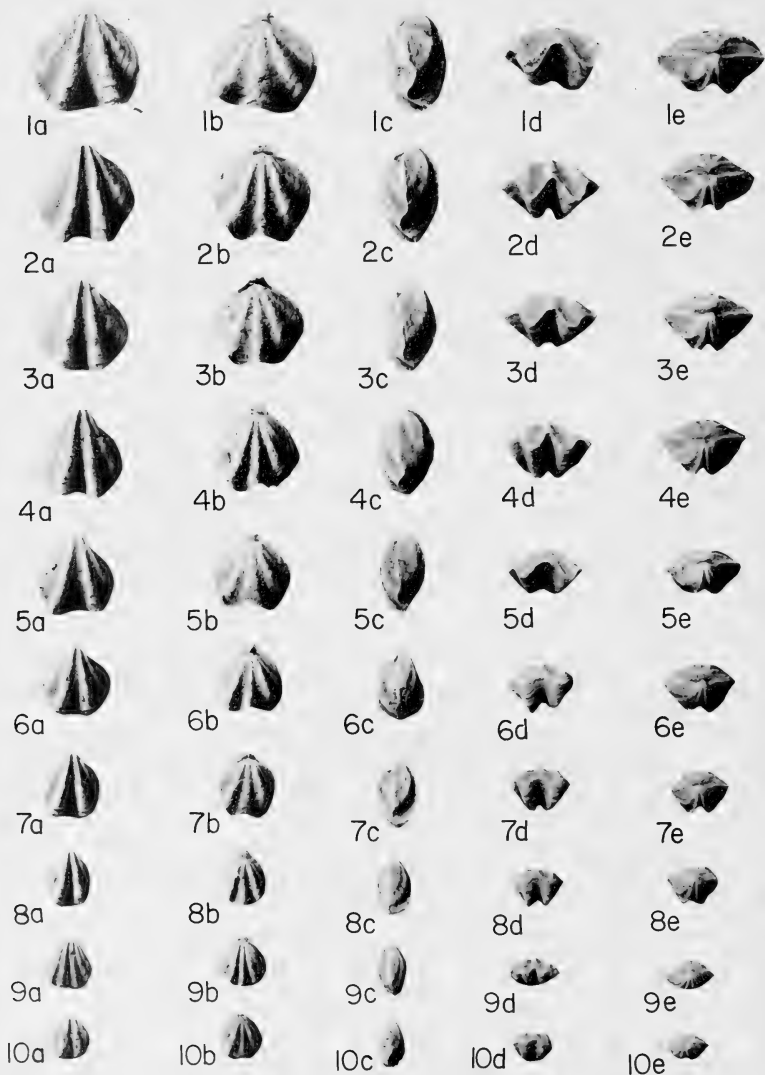 1a 1b 1c 1d 1e
2a 2b 2c 2d 2e
3a 3b 3c 3d 3e
4a 4b 4c 4d 4e
5a 5b 5c 5d 5e
6a 6b 6c 6d 6e
7a 7b 7c 7d 7e
8a 8b 8c 8d 8e
9a 9b 9c 9d 9e
10a 10b 10c 10d 10e